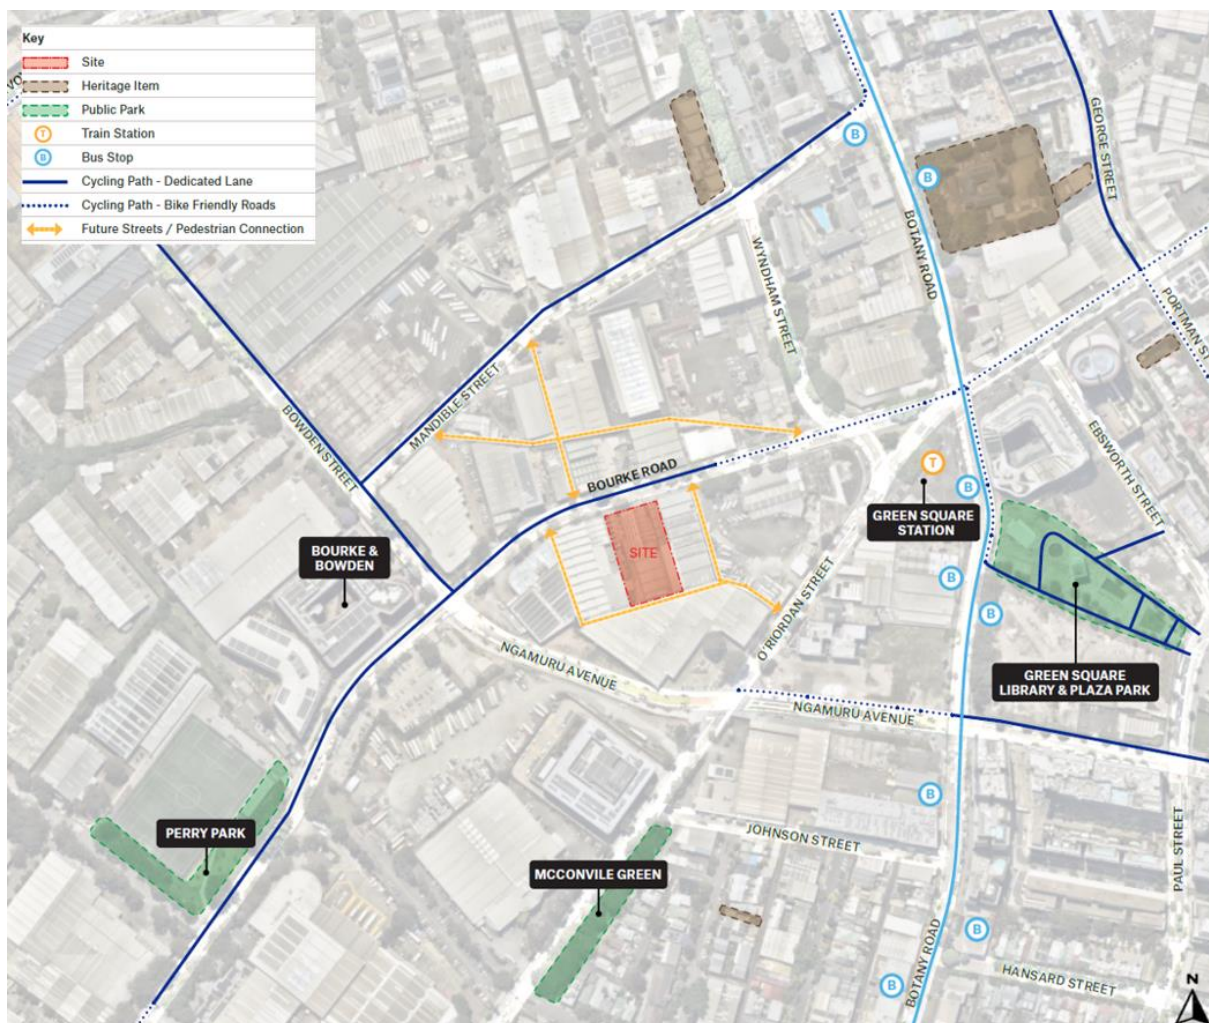 Key
Site
Heritage Item
Public Park
T
Train Station
B
Bus Stop
Cycling Path - Dedicated Lane
Cycling Path - Bike Friendly Roads
Future Streets / Pedestrian Connection
B
B
GEORGE STREET
BOTANY ROAD
WYNDHAM STREET
PORTMAN ST
MANDIBLE STREET
BOWDEN STREET
EBSWORTH STREET
BOURKE ROAD
T
B
GREEN SQUARE
STATION
BOURKE &
BOWDEN
SITE
B
B
O'RIORDAN STREET
NGAMURU AVENUE
GREEN SQUARE
LIBRARY & PLAZA PARK
NGAMURU AVENUE
B
PERRY PARK
JOHNSON STREET
PAUL STREET
MCCONVILE GREEN
B
BOTANY ROAD
B
HANSARD STREET
N